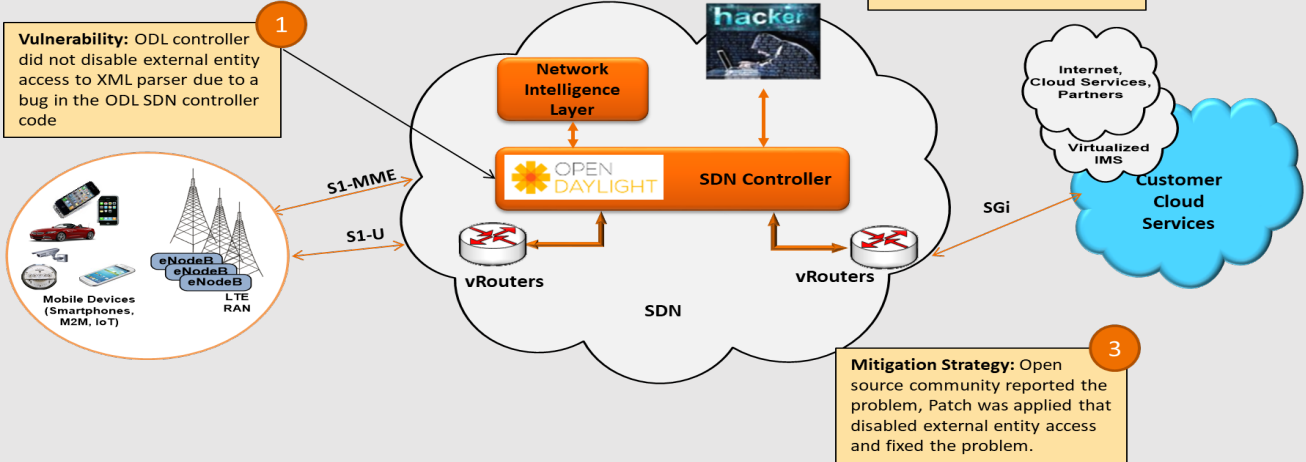 1
Vulnerability: ODL controller
did not disable external entity
access to XML parser due to a
bug in the ODL SDN controller
code
hacker
Network
Intelligence
Layer
OPEN
DAYLIGHT
SDN Controller
S1-MME
S1-U
eNodeB
eNodeB
eNodeB
LTE
RAN
Mobile Devices
(Smartphones,
M2M, IoT)
vRouters
vRouters
SDN
SGi
Internet,
Cloud Services,
Partners
Virtualized
IMS
Customer
Cloud
Services
3
Mitigation Strategy: Open
source community reported the
problem, Patch was applied that
disabled external entity access
and fixed the problem.